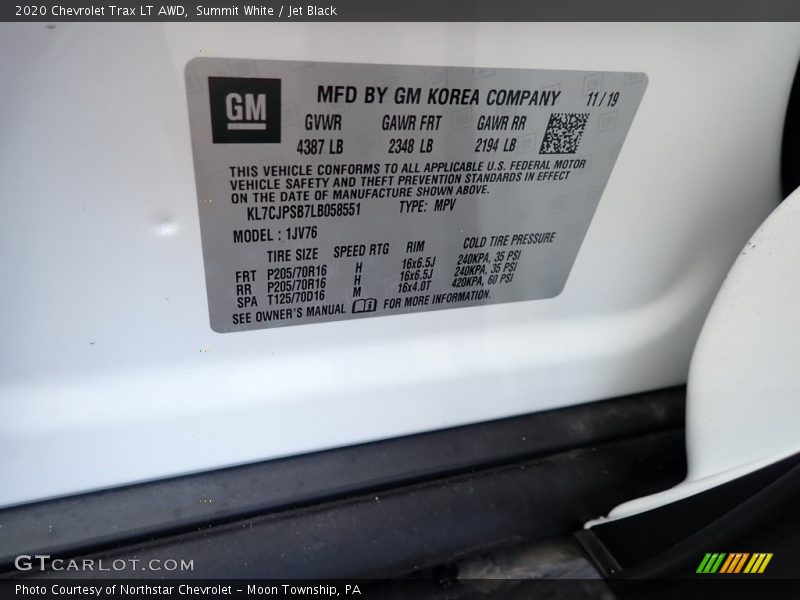 2020 Chevrolet Trax LT AWD, Summit White / Jet Black
GM
MFD BY GM KOREA COMPANY 11/19
GVWR GAWR FRT GAWR RR
4387 LB 2348 LB 2194 LB
THIS VEHICLE CONFORMS TO ALL APPLICABLE U.S. FEDERAL MOTOR
VEHICLE SAFETY AND THEFT PREVENTION STANDARDS IN EFFECT
ON THE DATE OF MANUFACTURE SHOWN ABOVE.
KL7CJPSB7LB058551 TYPE: MPV
MODEL : 1JV76
TIRE SIZE SPEED RTG RIM COLD TIRE PRESSURE
FRT P205/70R16 H 16x6.5J 240KPA, 35 PSI
RR P205/70R16 H 16x6.5J 240KPA, 35 PSI
SPA T125/70D16 M 16x4.0T 420KPA, 60 PSI
SEE OWNER'S MANUAL FOR MORE INFORMATION.
GTCARLOT.COM
Photo Courtesy of Northstar Chevrolet - Moon Township, PA